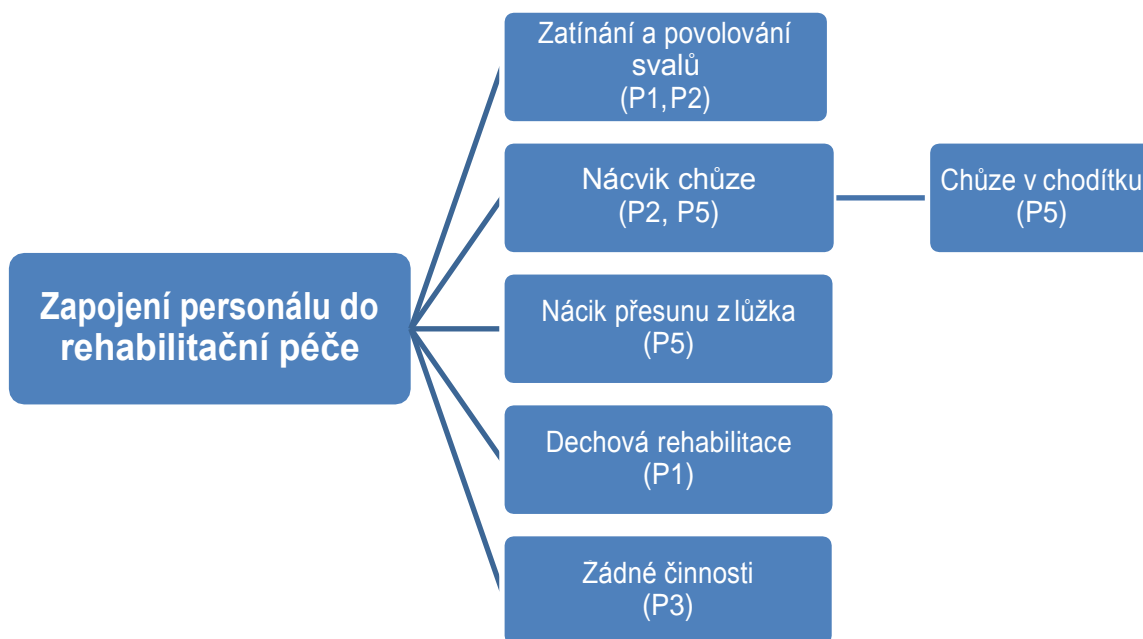 Zatínání a povolování
svalů
(P1, P2)
Nácvik chůze
(P2, P5)
Chůze v chodítku
(P5)
Zapojení personálu do
rehabilitační péče
Nácik přesunu z lůžka
(P5)
Dechová rehabilitace
(P1)
Žádné činnosti
(P3)